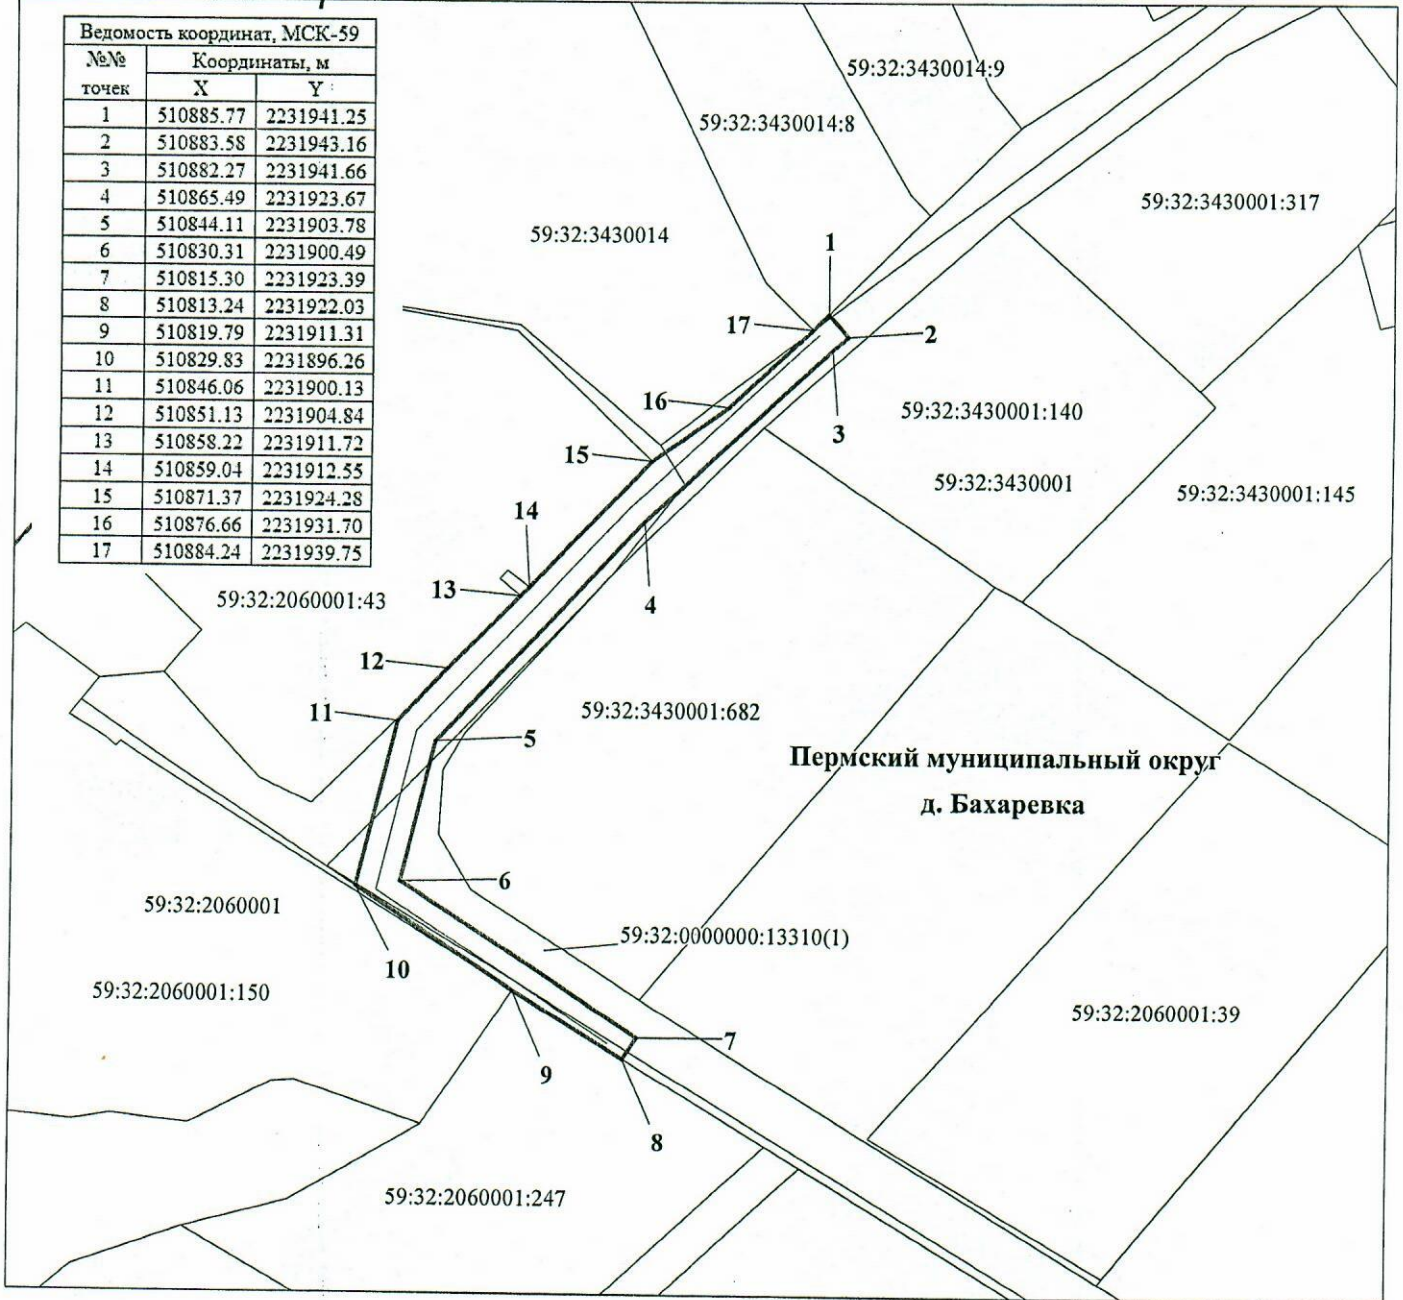 Ведомость координат, МСК-59
№№ точек Координаты, м
X Y
1 510885.77 2231941.25
2 510883.58 2231943.16
3 510882.27 2231941.66
4 510865.49 2231923.67
5 510844.11 2231903.78
6 510830.31 2231900.49
7 510815.30 2231923.39
8 510813.24 2231922.03
9 510819.79 2231911.31
10 510829.83 2231896.26
11 510846.06 2231900.13
12 510851.13 2231904.84
13 510858.22 2231911.72
14 510859.04 2231912.55
15 510871.37 2231924.28
16 510876.66 2231931.70
17 510884.24 2231939.75
59:32:3430014:9
59:32:3430014:8
59:32:3430001:317
59:32:3430014
1
17
2
16
59:32:3430001:140
3
15
59:32:3430001
59:32:3430001:145
14
13
59:32:2060001:43
4
12
11
59:32:3430001:682
5
Пермский муниципальный округ
д. Бахаревка
6
59:32:2060001
59:32:0000000:13310(1)
10
59:32:2060001:150
59:32:2060001:39
7
9
8
59:32:2060001:247